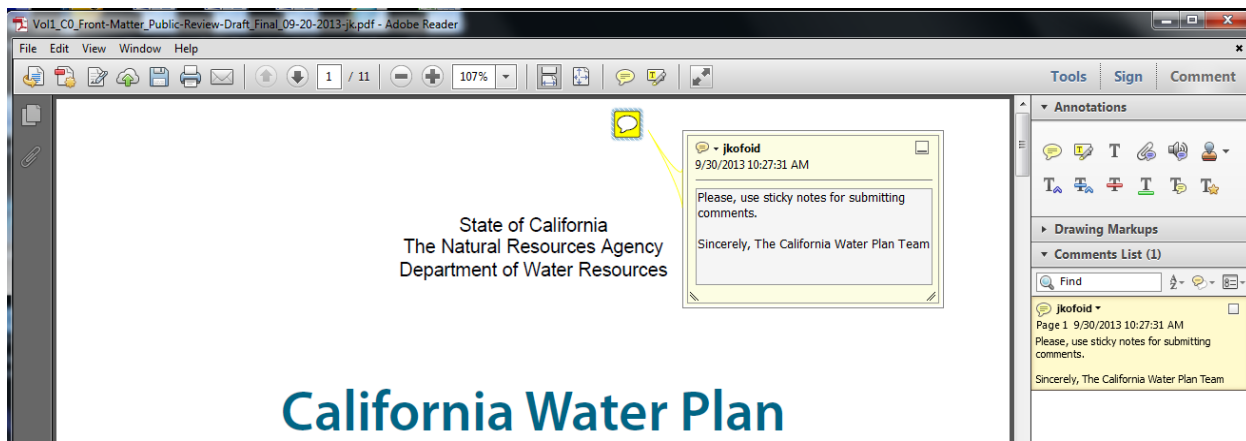 Vol1_C0_Front-Matter_Public-Review-Draft_Final_09-20-2013-jk.pdf - Adobe Reader
File Edit View Window Help
1 / 11 107% Tools Sign Comment
Annotations
jkofoid
9/30/2013 10:27:31 AM
Please, use sticky notes for submitting
comments.
Sincerely, The California Water Plan Team
State of California
The Natural Resources Agency
Department of Water Resources
California Water Plan
Drawing Markups
Comments List (1)
Find
jkofoid
Page 1 9/30/2013 10:27:31 AM
Please, use sticky notes for submitting
comments.
Sincerely, The California Water Plan Team